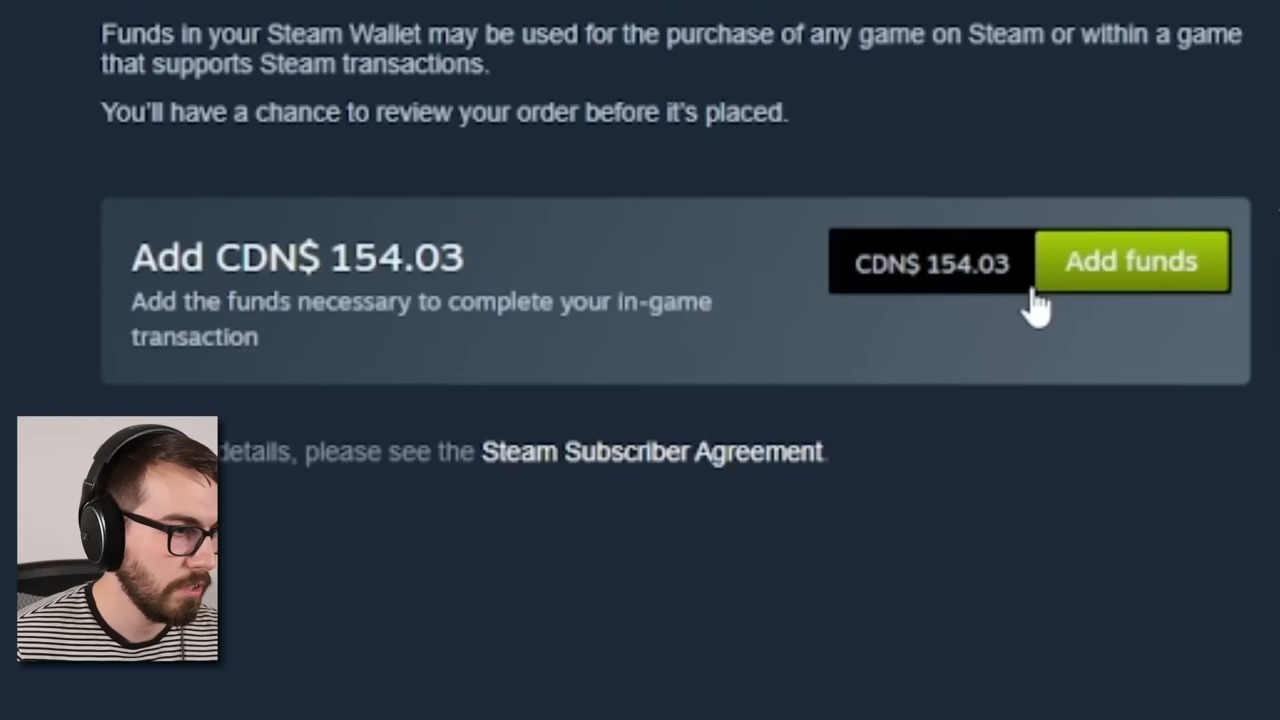 Funds in your Steam Wallet may be used for the purchase of any game on Steam or within a game
that supports Steam transactions.
You'll have a chance to review your order before it's placed.
Add CDN$ 154.03
CDN$ 154.03 Add funds
Add the funds necessary to complete your in-game
transaction
details, please see the Steam Subscriber Agreement.